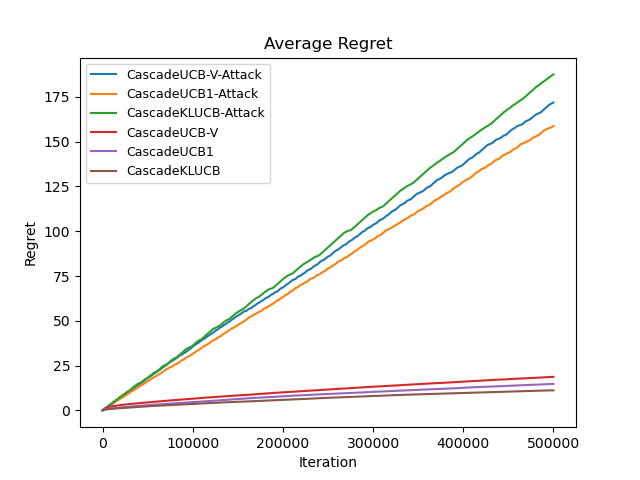 Average Regret
CascadeUCB-V-Attack
CascadeUCB1-Attack
CascadeKLUCB-Attack
CascadeUCB-V
CascadeUCB1
CascadeKLUCB
175
150
125
100
75
50
25
0
Regret
0 100000 200000 300000 400000 500000
Iteration